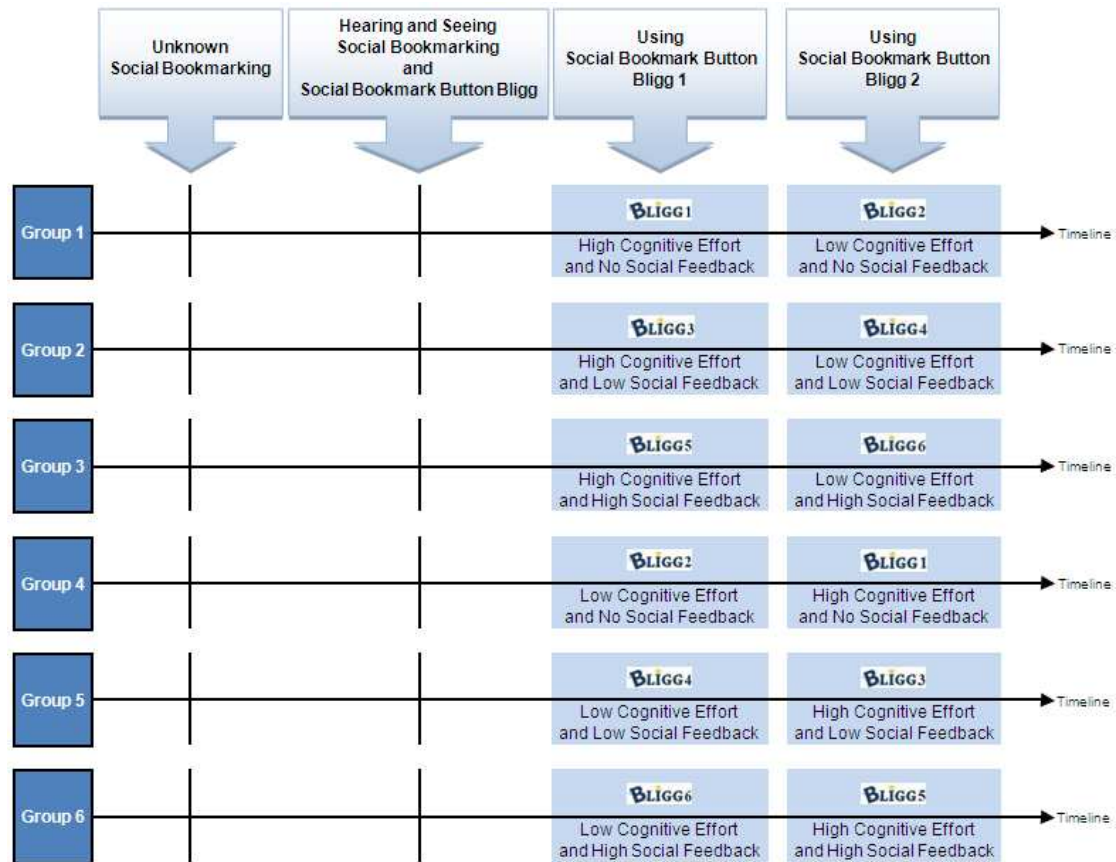 Unknown
Social Bookmarking
Hearing and Seeing
Social Bookmarking
and
Social Bookmark Button Bligg
Using
Social Bookmark Button
Bligg 1
Using
Social Bookmark Button
Bligg 2
Group 1
BLIGG1
High Cognitive Effort
and No Social Feedback
BLIGG2
Low Cognitive Effort
and No Social Feedback
Timeline
Group 2
BLIGG3
High Cognitive Effort
and Low Social Feedback
BLIGG4
Low Cognitive Effort
and Low Social Feedback
Timeline
Group 3
BLIGG5
High Cognitive Effort
and High Social Feedback
BLIGG6
Low Cognitive Effort
and High Social Feedback
Timeline
Group 4
BLIGG2
Low Cognitive Effort
and No Social Feedback
BLIGG1
High Cognitive Effort
and No Social Feedback
Timeline
Group 5
BLIGG4
Low Cognitive Effort
and Low Social Feedback
BLIGG3
High Cognitive Effort
and Low Social Feedback
Timeline
Group 6
BLIGG6
Low Cognitive Effort
and High Social Feedback
BLIGG5
High Cognitive Effort
and High Social Feedback
Timeline